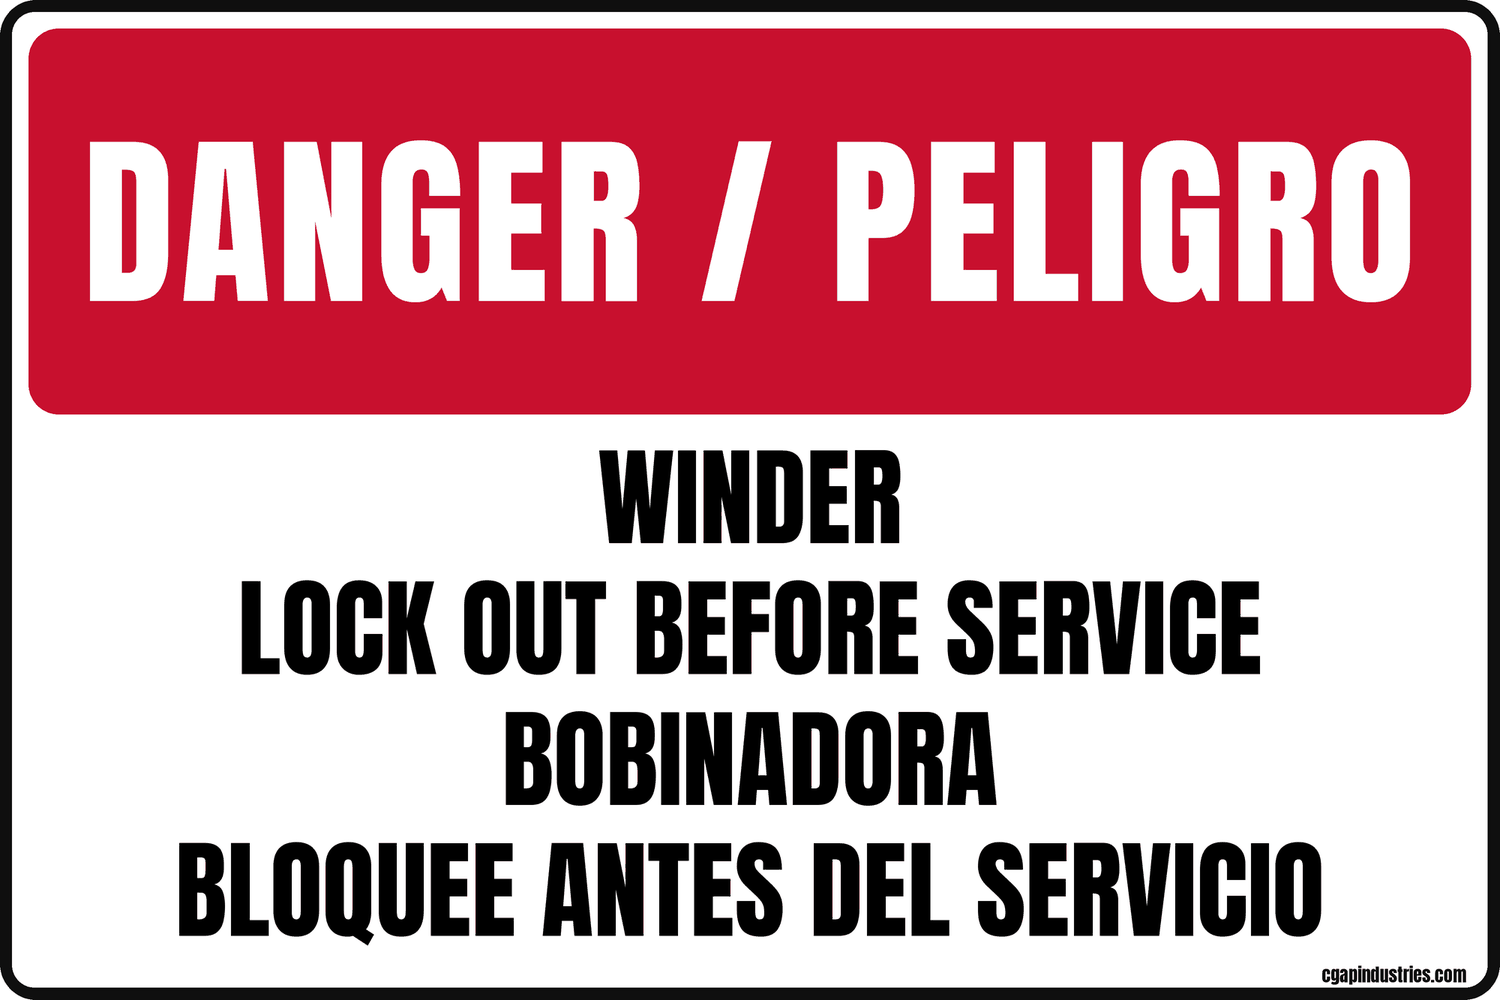 DANGER / PELIGRO
WINDER
LOCK OUT BEFORE SERVICE
BOBINADORA
BLOQUEE ANTES DEL SERVICIO
cgapindustries.com